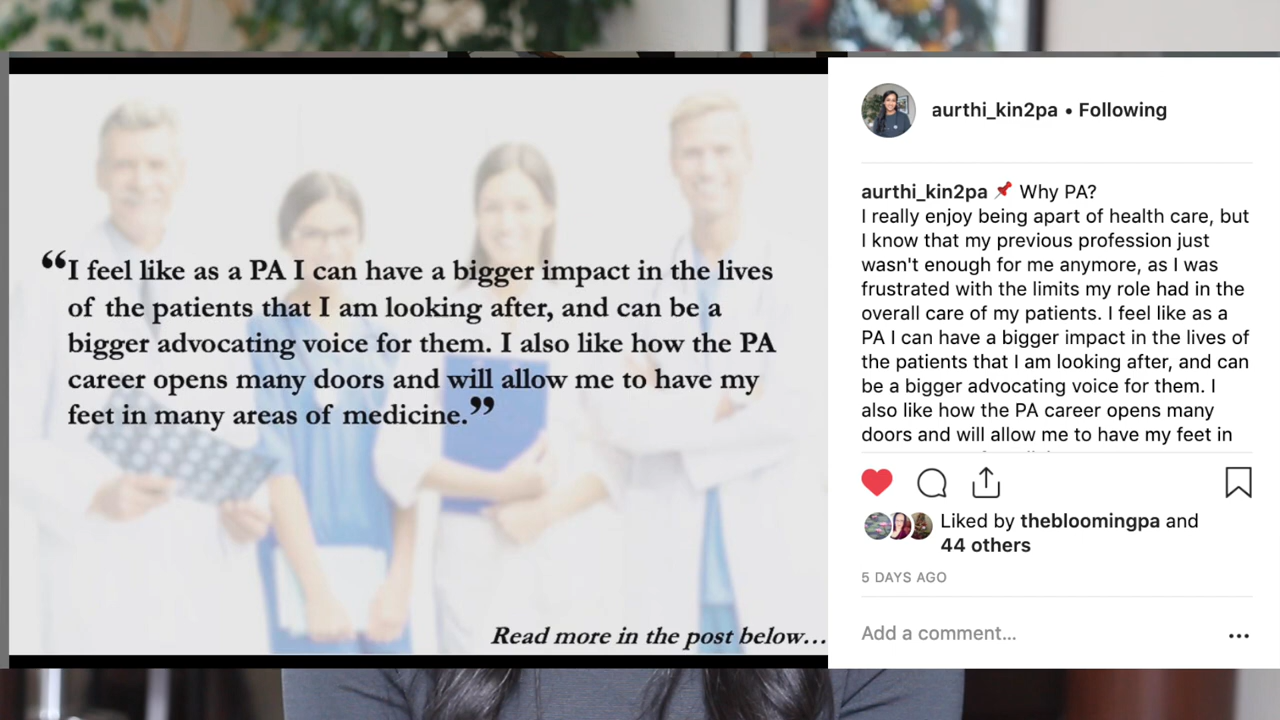 “I feel like as a PA I can have a bigger impact in the lives
of the patients that I am looking after, and can be a
bigger advocating voice for them. I also like how the PA
career opens many doors and will allow me to have my
feet in many areas of medicine.”
Read more in the post below...
aurthi_kin2pa • Following
aurthi_kin2pa 📌 Why PA?
I really enjoy being apart of health care, but
I know that my previous profession just
wasn't enough for me anymore, as I was
frustrated with the limits my role had in the
overall care of my patients. I feel like as a
PA I can have a bigger impact in the lives of
the patients that I am looking after, and can
be a bigger advocating voice for them. I
also like how the PA career opens many
doors and will allow me to have my feet in
Liked by thebloomingpa and
44 others
5 DAYS AGO
Add a comment...